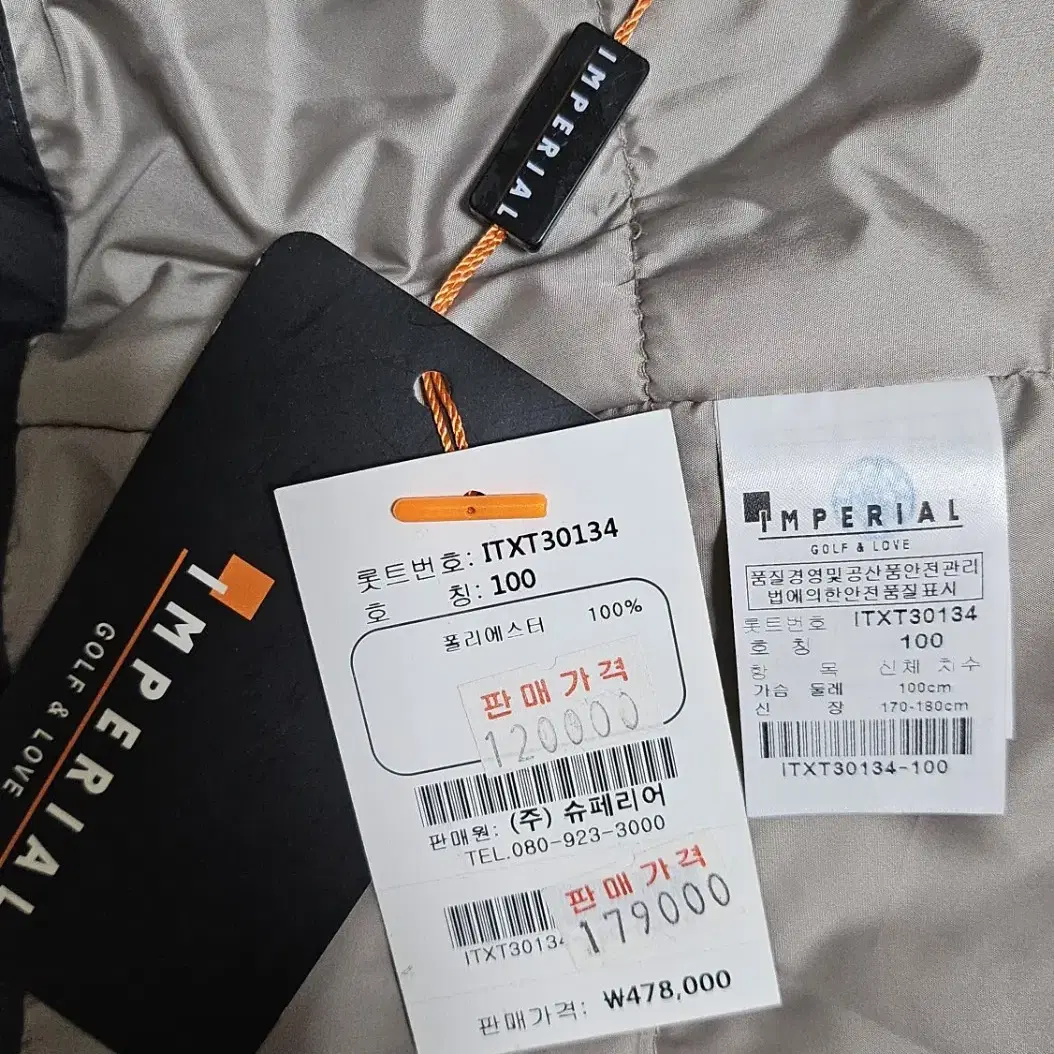 IMPERIAL
IMPERIAL
GOLF & LOVE
롯트번호: ITXT30134
호 칭: 100
폴리에스터 100%
판매가격
120000
판매원: (주) 슈페리어
TEL.080-923-3000
판매가격
179000
ITXT30134
판매가격: ₩478,000
IMPERIAL
GOLF & LOVE
품질경영및공산품안전관리
법에의한안전품질표시
롯트번호 ITXT30134
호 칭 100
항 목 신체 치수
가슴 둘레 100cm
신 장 170-180cm
ITXT30134-100